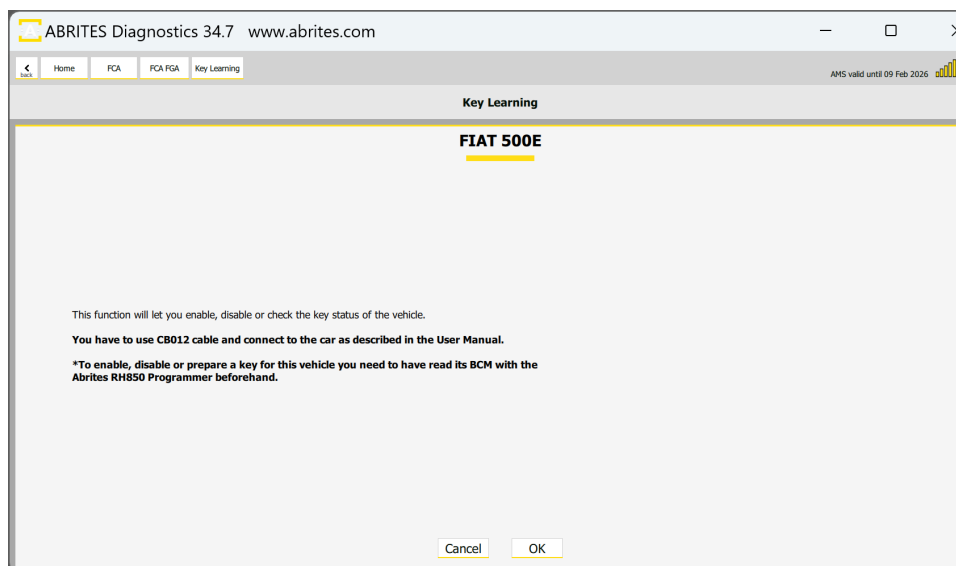 ABRITES Diagnostics 34.7 www.abrites.com
back Home FCA FCA FGA Key Learning
AMS valid until 09 Feb 2026
Key Learning
FIAT 500E
This function will let you enable, disable or check the key status of the vehicle.
You have to use CB012 cable and connect to the car as described in the User Manual.
*To enable, disable or prepare a key for this vehicle you need to have read its BCM with the
Abrites RH850 Programmer beforehand.
Cancel OK